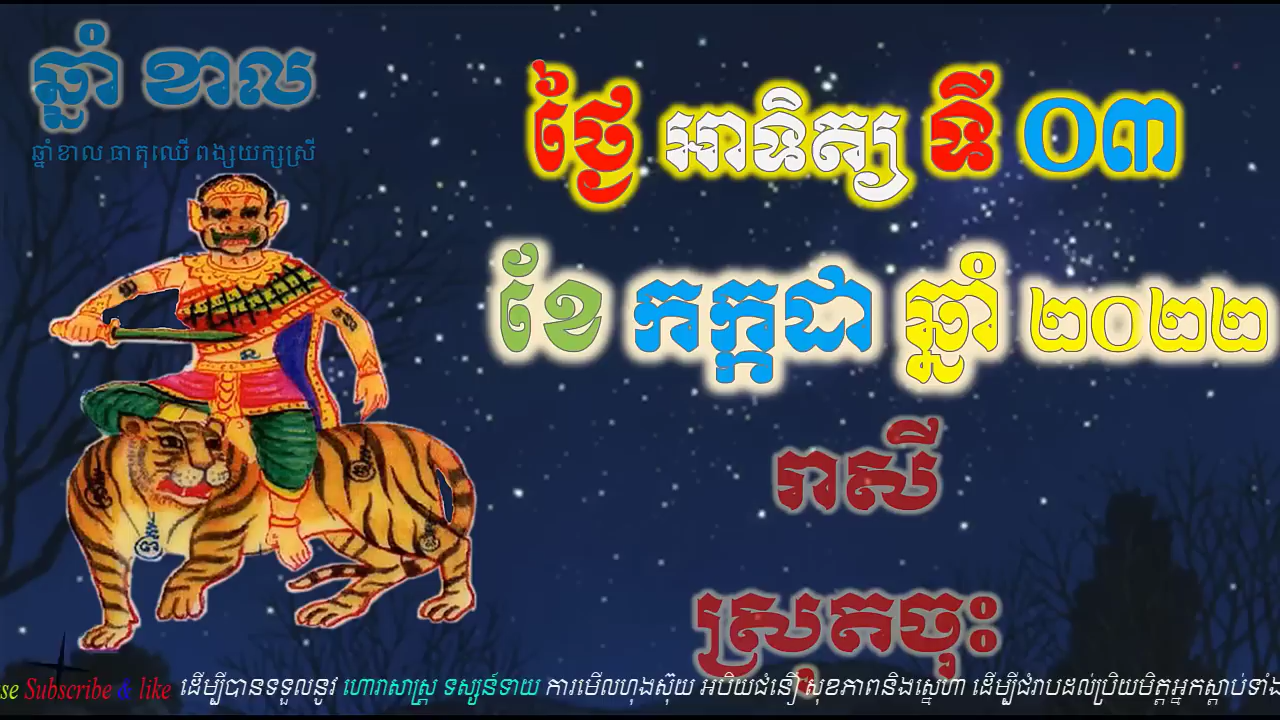 ឆ្នាំ ខាល
ឆ្នាំខាល ធាតុឈើ ពង្សយក្សស្រី
ថ្ងៃ អាទិត្យ ទី ០៣
ខែ កក្កដា ឆ្នាំ ២០២២
រាសី
ស្រុតចុះ
se Subscribe & like ដើម្បីបានទទួលនូវ ហោរាសាស្ត្រ ទស្សន៍ទាយ ការមើលហុងស៊ុយ អបិយជំនឿ សុខភាពនិងស្នេហា ដើម្បីជំរាបដល់ប្រិយមិត្តអ្នកស្តាប់ទាំង